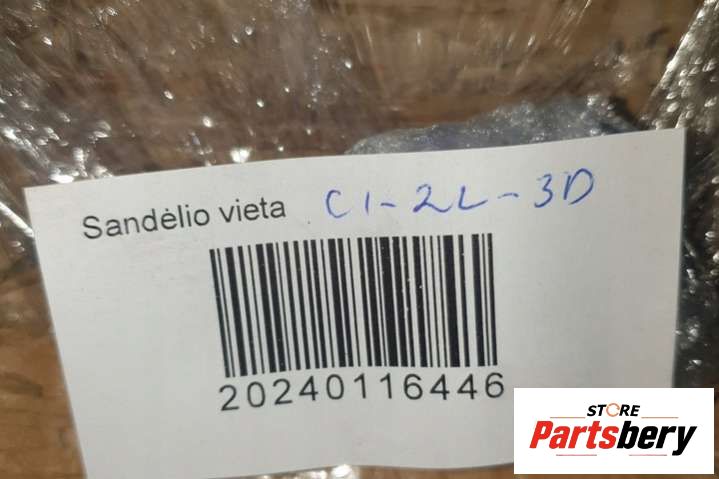 Sandėlio vieta C1-2L-3D
20240116446
STORE
Partsbery